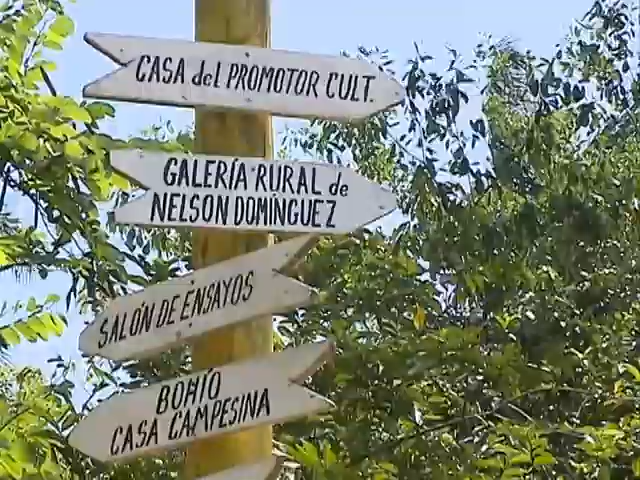 CASA del PROMOTOR CULT.
GALERÍA RURAL de
NELSON DOMÍNGUEZ
SALÓN DE ENSAYOS
BOHÍO
CASA CAMPESINA